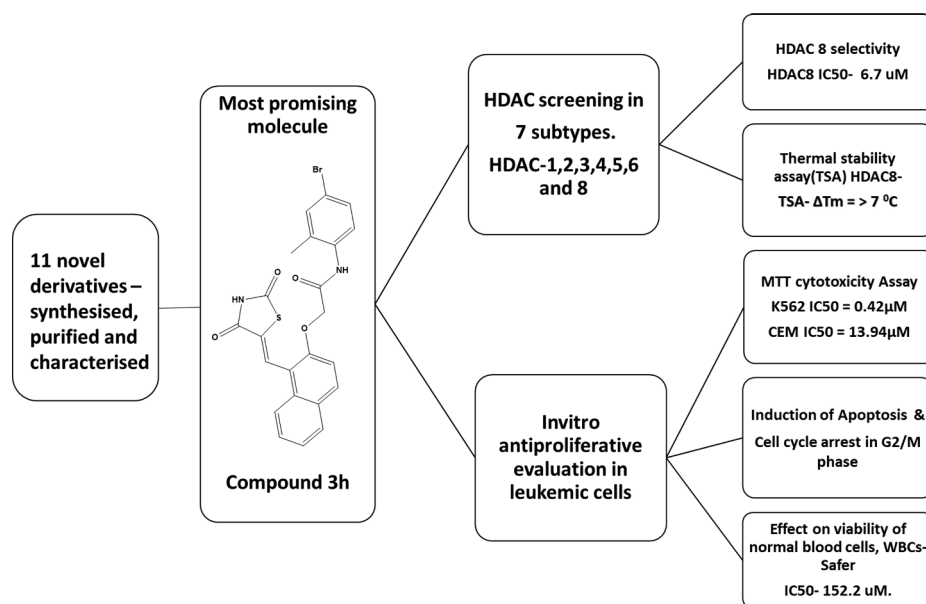 11 novel
derivatives –
synthesised,
purified and
characterised
Most promising
molecule
Br
NH
O
O
HN
S
O
O
Compound 3h
HDAC screening in
7 subtypes.
HDAC-1,2,3,4,5,6
and 8
Invitro
antiproliferative
evaluation in
leukemic cells
HDAC 8 selectivity
HDAC8 IC50- 6.7 uM
Thermal stability
assay(TSA) HDAC8-
TSA- ΔTm = > 7 ⁰C
MTT cytotoxicity Assay
K562 IC50 = 0.42µM
CEM IC50 = 13.94µM
Induction of Apoptosis &
Cell cycle arrest in G2/M
phase
Effect on viability of
normal blood cells, WBCs-
Safer
IC50- 152.2 uM.